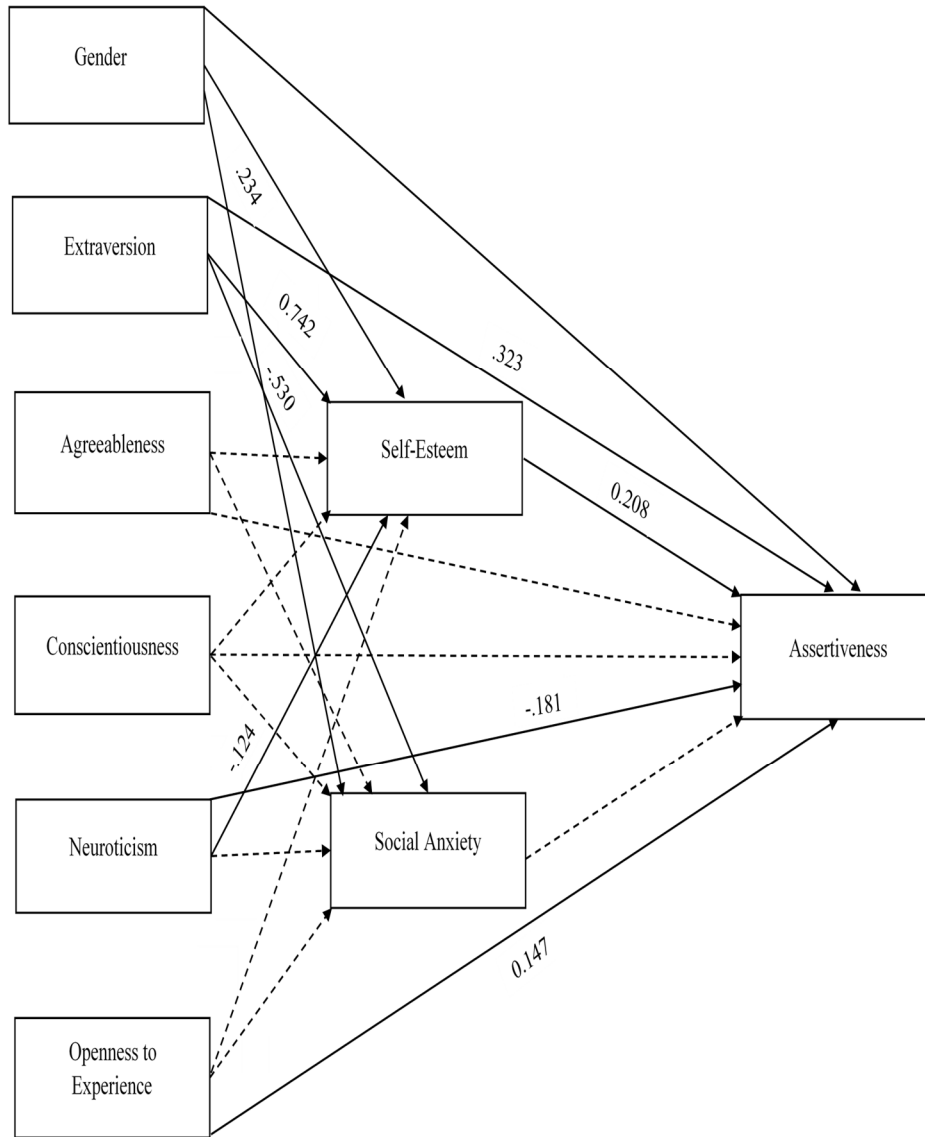 Gender
.234
Extraversion
0.742
.323
-.530
Agreeableness
Self-Esteem
0.208
Conscientiousness
Assertiveness
-.181
-.124
Neuroticism
Social Anxiety
0.147
Openness to
Experience